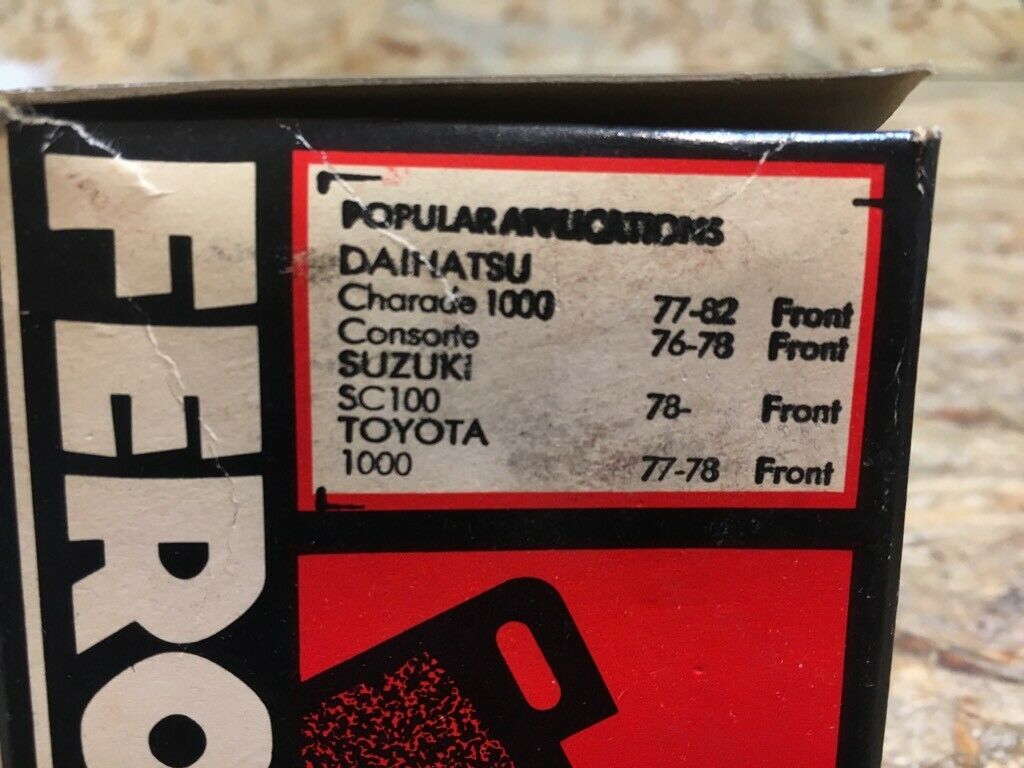 FERO
POPULAR APPLICATIONS
DAIHATSU
Charade 1000 77-82 Front
Consorte 76-78 Front
SUZUKI
SC100 78- Front
TOYOTA
1000 77-78 Front